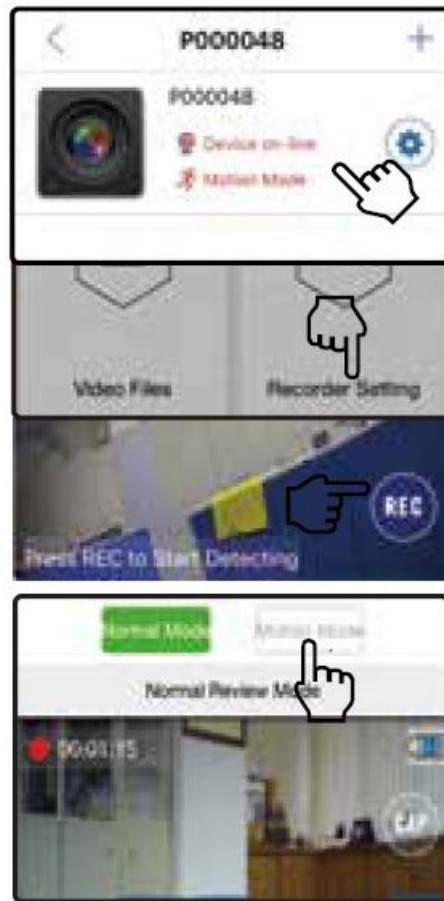 P000048
P000048
Device on-line
Motion Mode
Video Files
Recorder Setting
REC
Press REC to Start Detecting
Normal Mode
Motion Mode
Normal Review Mode
00:01:15